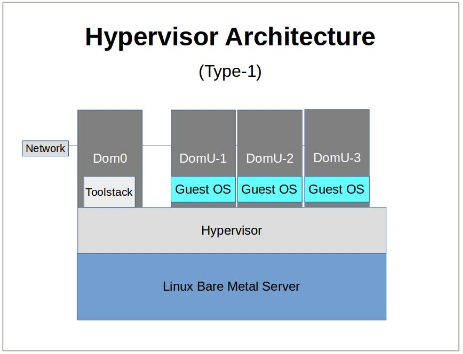 Hypervisor Architecture
(Type-1)
Network
Dom0
DomU-1
DomU-2
DomU-3
Toolstack
Guest OS
Guest OS
Guest OS
Hypervisor
Linux Bare Metal Server